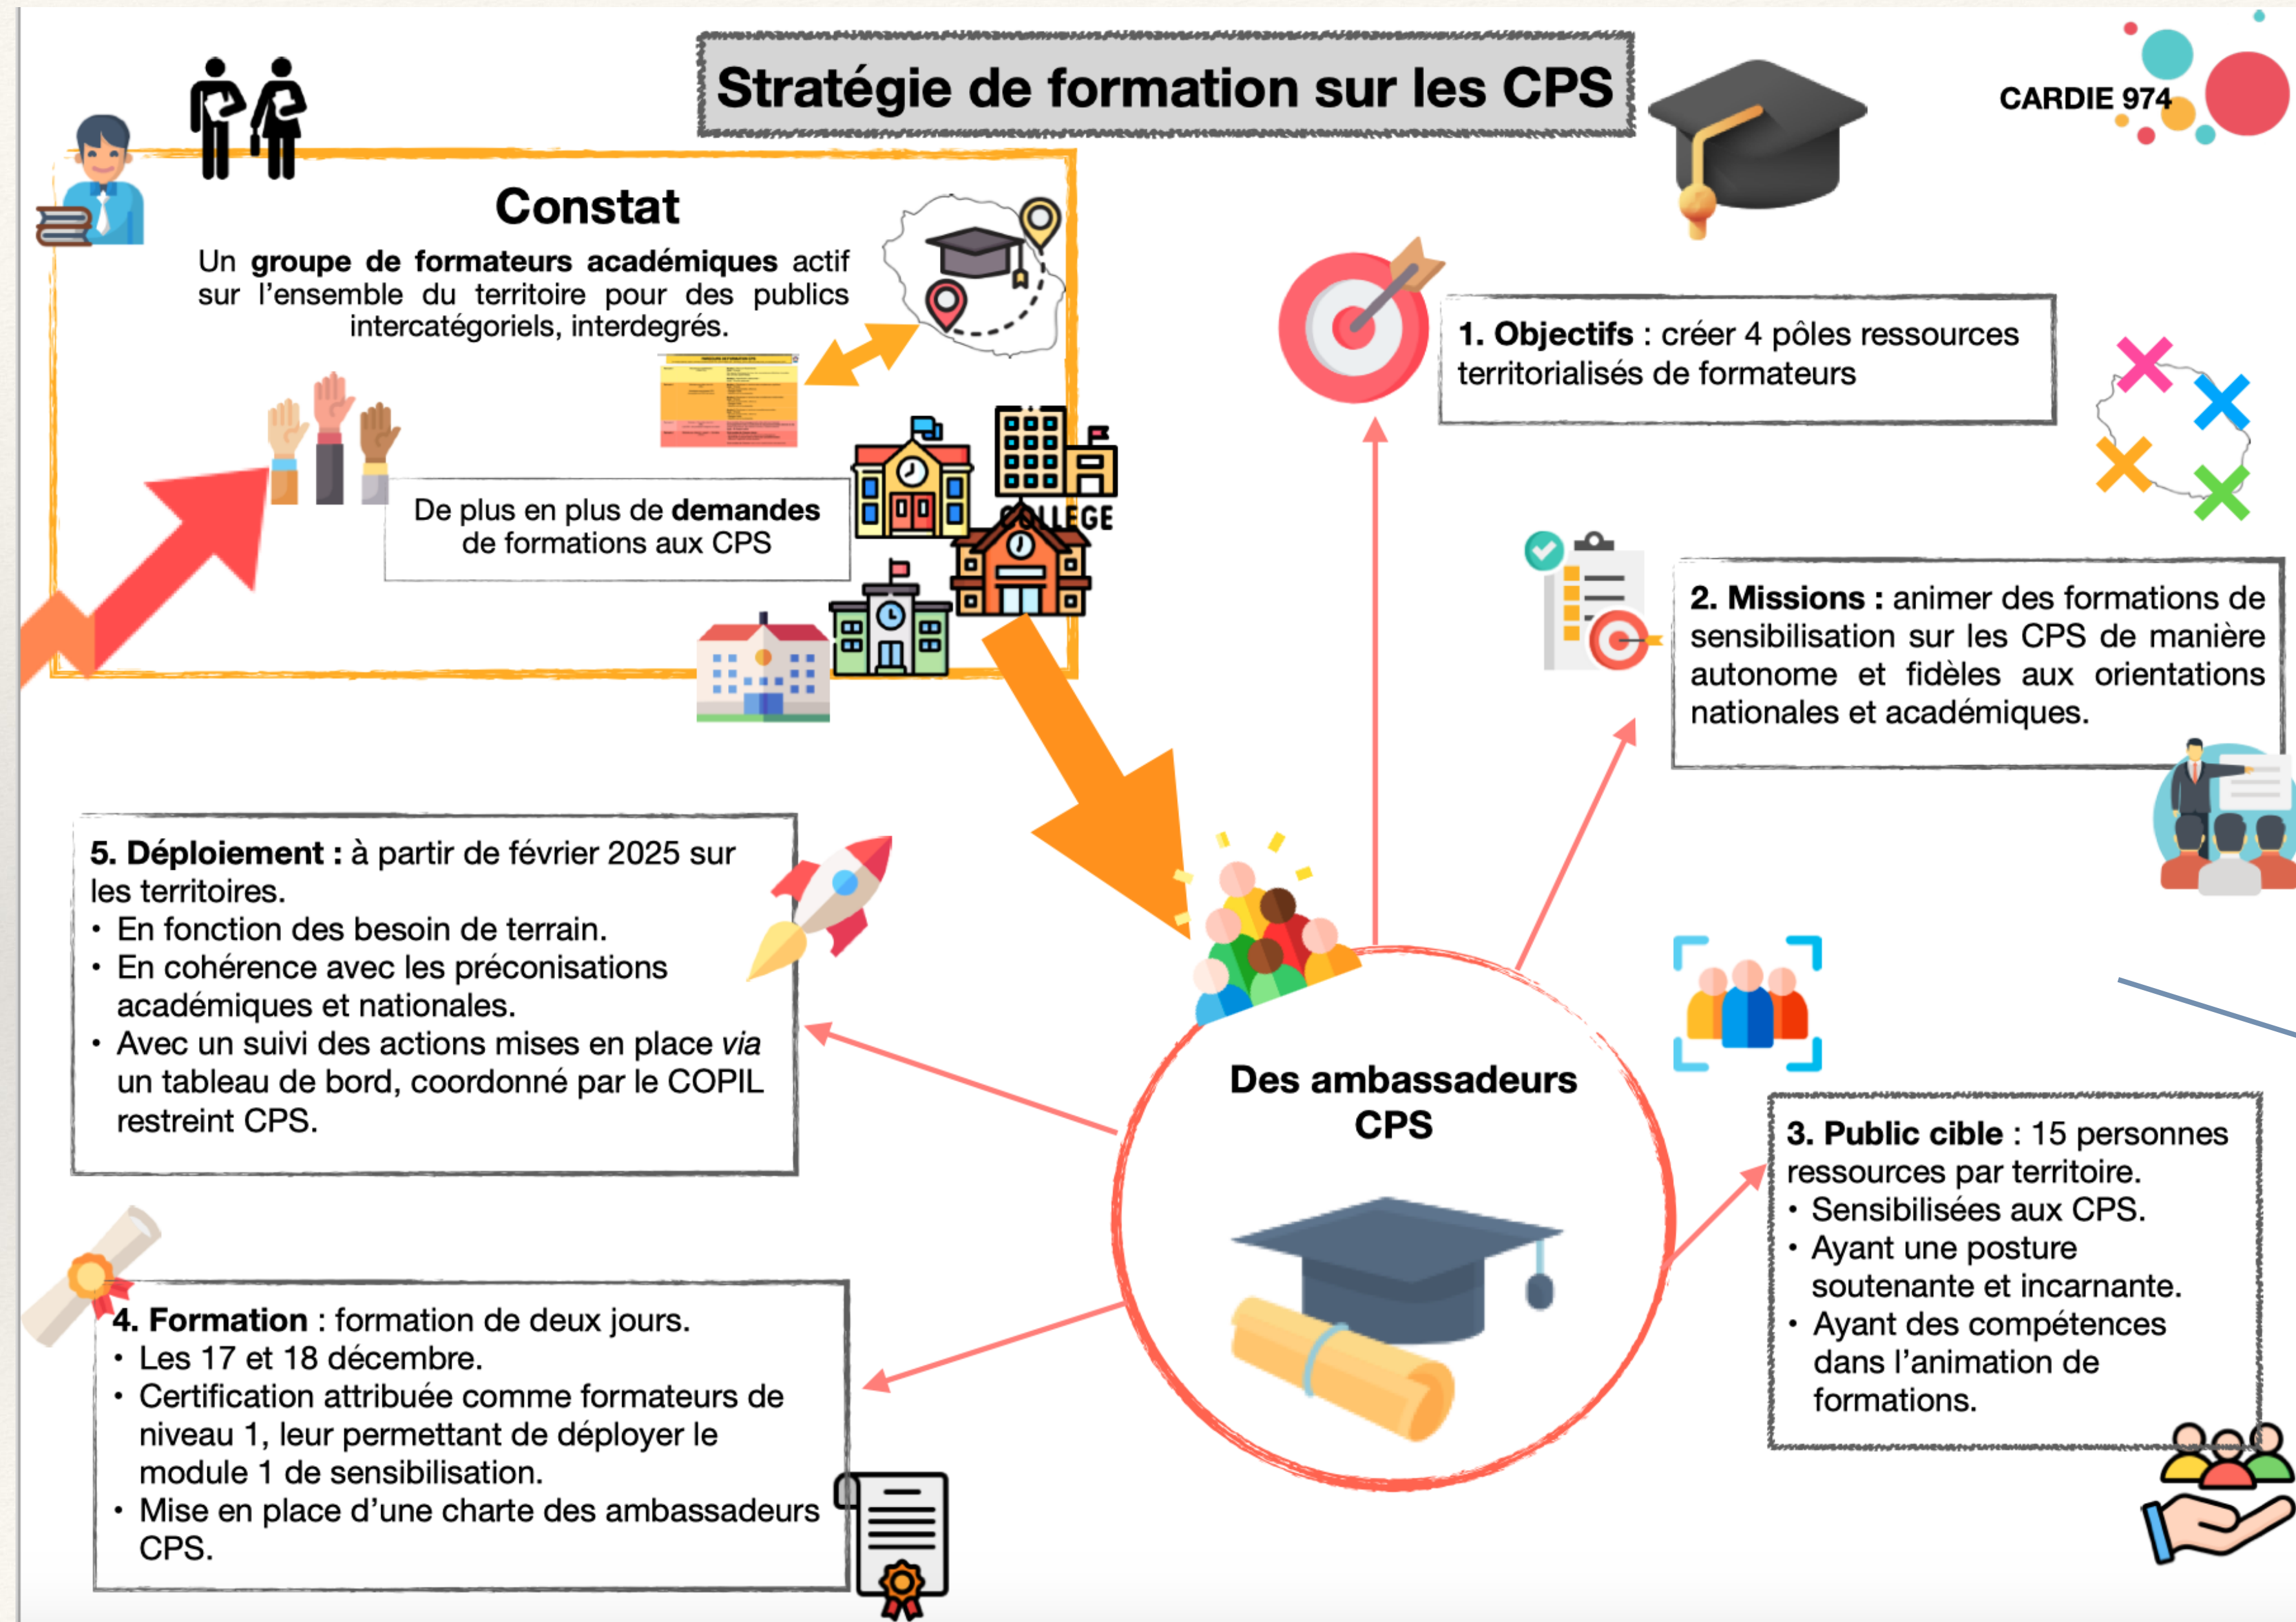 Stratégie de formation sur les CPS
CARDIE 974
Constat
Un groupe de formateurs académiques actif
sur l'ensemble du territoire pour des publics
intercatégoriels, interdegrés.
De plus en plus de demandes
de formations aux CPS
COLLEGE
1. Objectifs : créer 4 pôles ressources
territorialisés de formateurs
2. Missions : animer des formations de
sensibilisation sur les CPS de manière
autonome et fidèles aux orientations
nationales et académiques.
Des ambassadeurs
CPS
3. Public cible : 15 personnes
ressources par territoire.
• Sensibilisées aux CPS.
• Ayant une posture
soutenante et incarnante.
• Ayant des compétences
dans l'animation de
formations.
4. Formation : formation de deux jours.
• Les 17 et 18 décembre.
• Certification attribuée comme formateurs de
niveau 1, leur permettant de déployer le
module 1 de sensibilisation.
• Mise en place d'une charte des ambassadeurs
CPS.
5. Déploiement : à partir de février 2025 sur
les territoires.
• En fonction des besoin de terrain.
• En cohérence avec les préconisations
académiques et nationales.
• Avec un suivi des actions mises en place via
un tableau de bord, coordonné par le COPIL
restreint CPS.